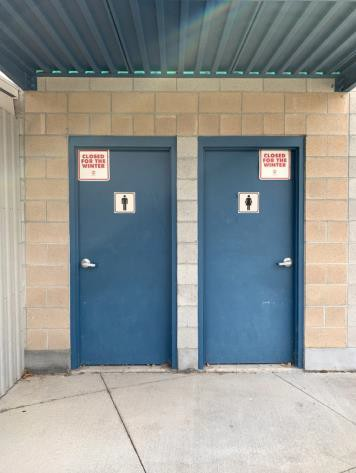 CLOSED
FOR THE
WINTER
CLOSED
FOR THE
WINTER